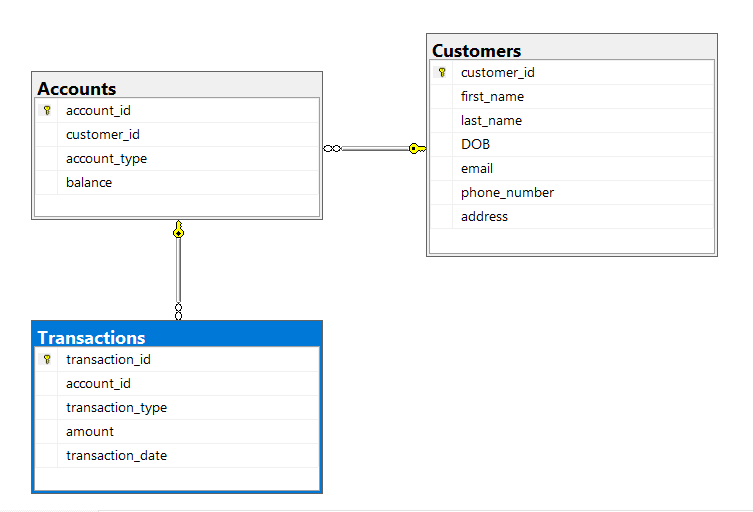 Accounts
account_id
customer_id
account_type
balance
Customers
customer_id
first_name
last_name
DOB
email
phone_number
address
Transactions
transaction_id
account_id
transaction_type
amount
transaction_date